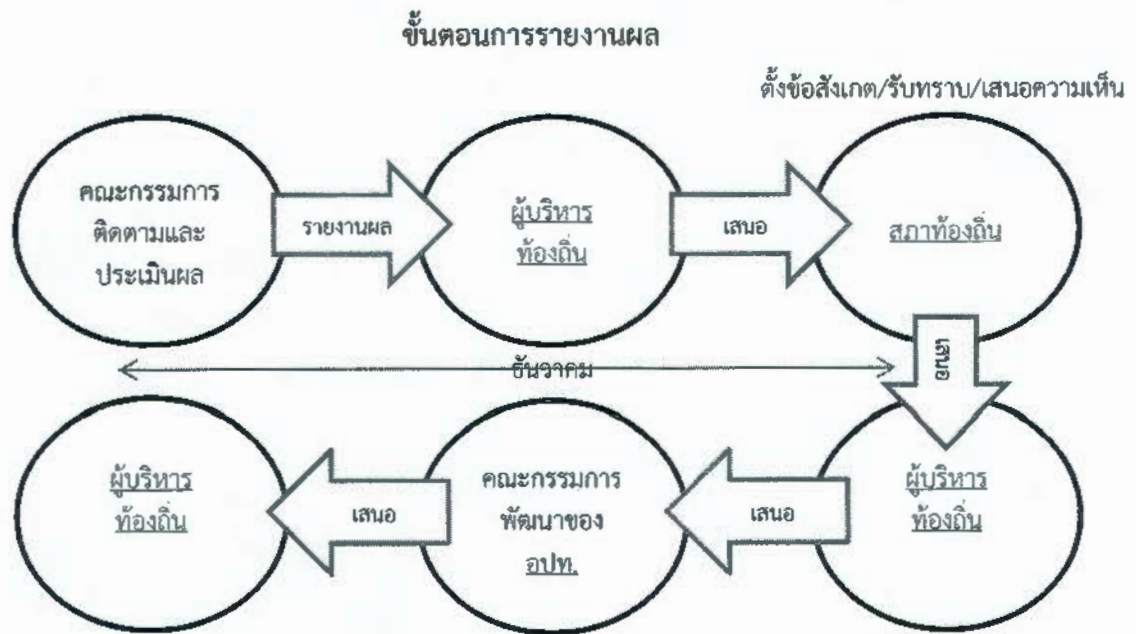 ขั้นตอนการรายงานผล
ตั้งข้อสังเกต/รับทราบ/เสนอความเห็น
คณะกรรมการ
ติดตามและ
ประเมินผล
รายงานผล
ผู้บริหาร
ท้องถิ่น
เสนอ
สภาท้องถิ่น
เสนอ
ธันวาคม
ผู้บริหาร
ท้องถิ่น
เสนอ
คณะกรรมการ
พัฒนาของ
อปท.
เสนอ
ผู้บริหาร
ท้องถิ่น